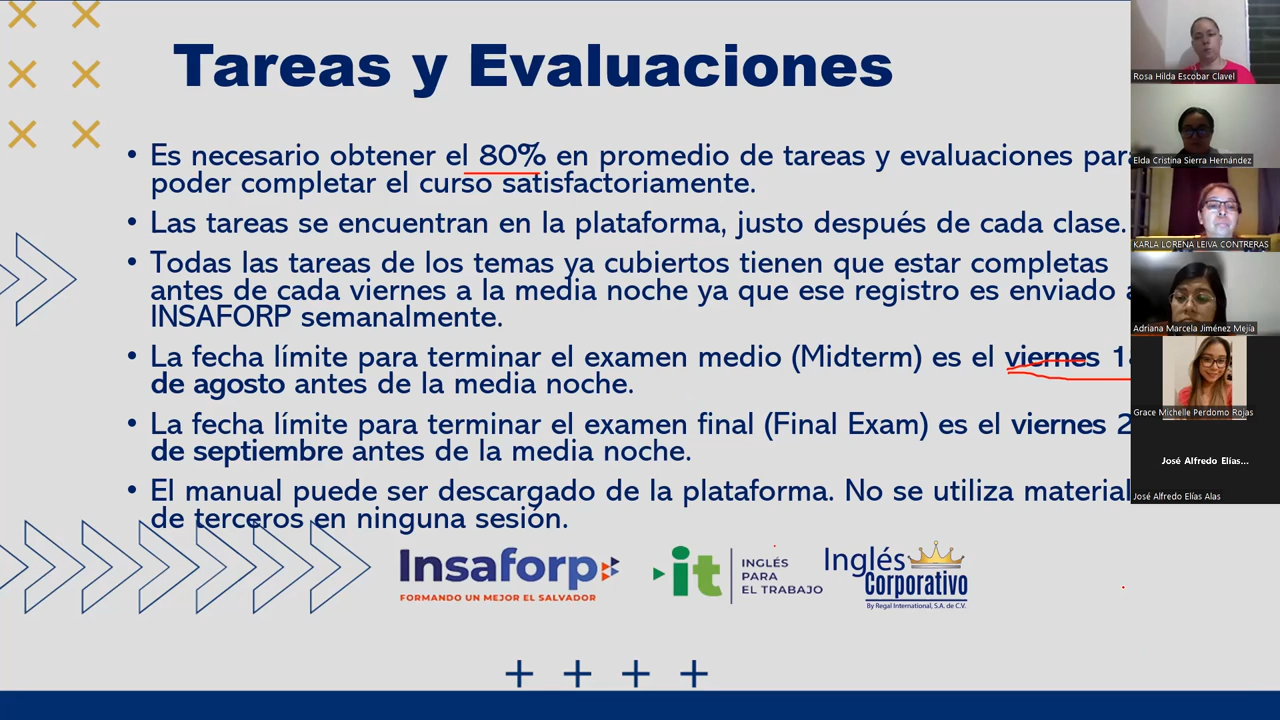 Tareas y Evaluaciones
• Es necesario obtener el 80% en promedio de tareas y evaluaciones para
poder completar el curso satisfactoriamente.
• Las tareas se encuentran en la plataforma, justo después de cada clase.
• Todas las tareas de los temas ya cubiertos tienen que estar completas
antes de cada viernes a la media noche ya que ese registro es enviado a
INSAFORP semanalmente.
• La fecha límite para terminar el examen medio (Midterm) es el viernes
de agosto antes de la media noche.
• La fecha límite para terminar el examen final (Final Exam) es el viernes
de septiembre antes de la media noche.
• El manual puede ser descargado de la plataforma. No se utiliza material
de terceros en ninguna sesión.
Insaforp
FORMANDO UN MEJOR EL SALVADOR
it
INGLÉS
PARA
EL TRABAJO
Inglés
Corporativo
By Regal International, S.A. de C.V.
Rosa Hilda Escobar Clavel
Elda Cristina Sierra Hernández
KARLA LORENA LEIVA CONTRERAS
Adriana Marcela Jiménez Mejía
Grace Michelle Perdomo Rojas
José Alfredo Elías...
José Alfredo Elías Alas